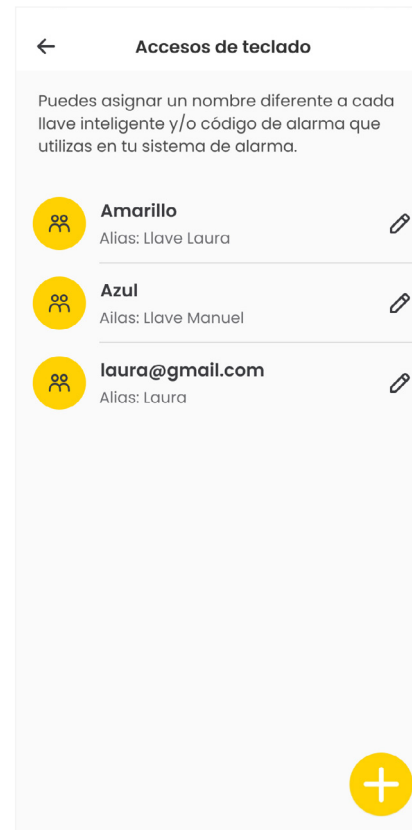 Accesos de teclado
Puedes asignar un nombre diferente a cada
llave inteligente y/o código de alarma que
utilizas en tu sistema de alarma.
Amarillo
Alias: Llave Laura
Azul
Ailas: Llave Manuel
laura@gmail.com
Alias: Laura